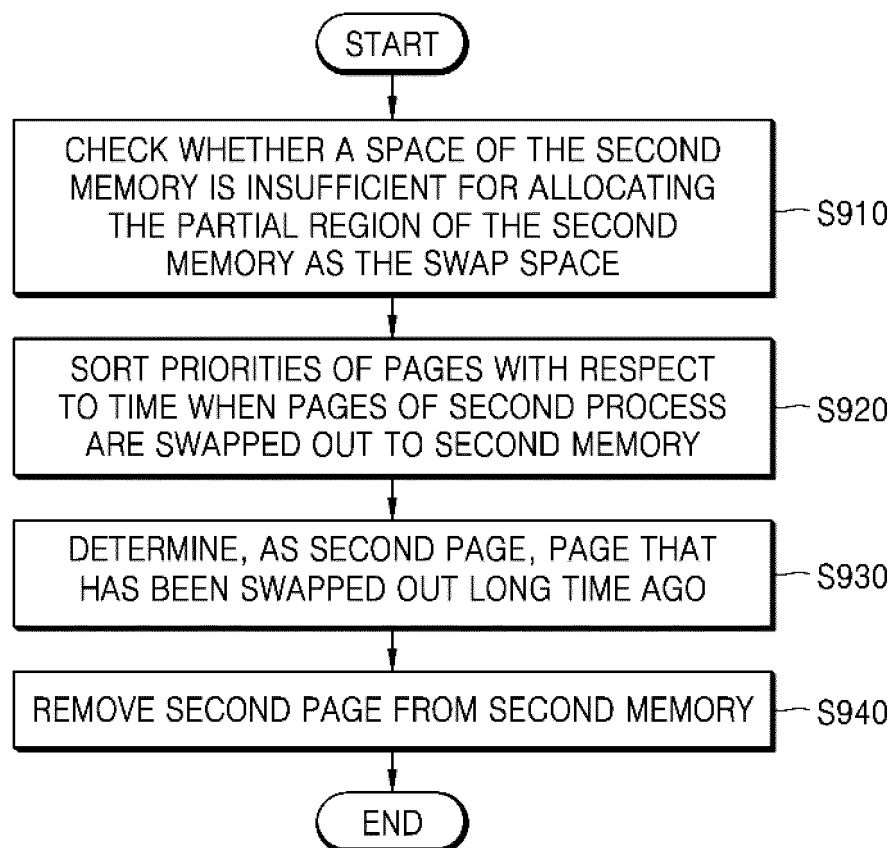 START
CHECK WHETHER A SPACE OF THE SECOND
MEMORY IS INSUFFICIENT FOR ALLOCATING
THE PARTIAL REGION OF THE SECOND
MEMORY AS THE SWAP SPACE
S910
SORT PRIORITIES OF PAGES WITH RESPECT
TO TIME WHEN PAGES OF SECOND PROCESS
ARE SWAPPED OUT TO SECOND MEMORY
S920
DETERMINE, AS SECOND PAGE, PAGE THAT
HAS BEEN SWAPPED OUT LONG TIME AGO
S930
REMOVE SECOND PAGE FROM SECOND MEMORY
S940
END